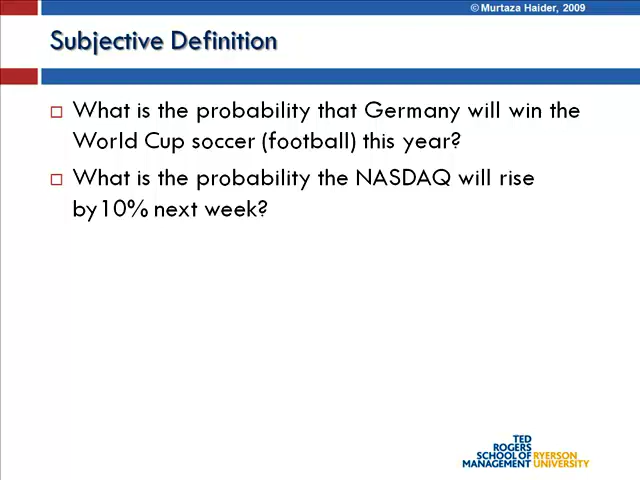 © Murtaza Haider, 2009
Subjective Definition
What is the probability that Germany will win the
World Cup soccer (football) this year?
What is the probability the NASDAQ will rise
by10% next week?
TED
ROGERS
SCHOOL OF RYERSON
MANAGEMENT UNIVERSITY